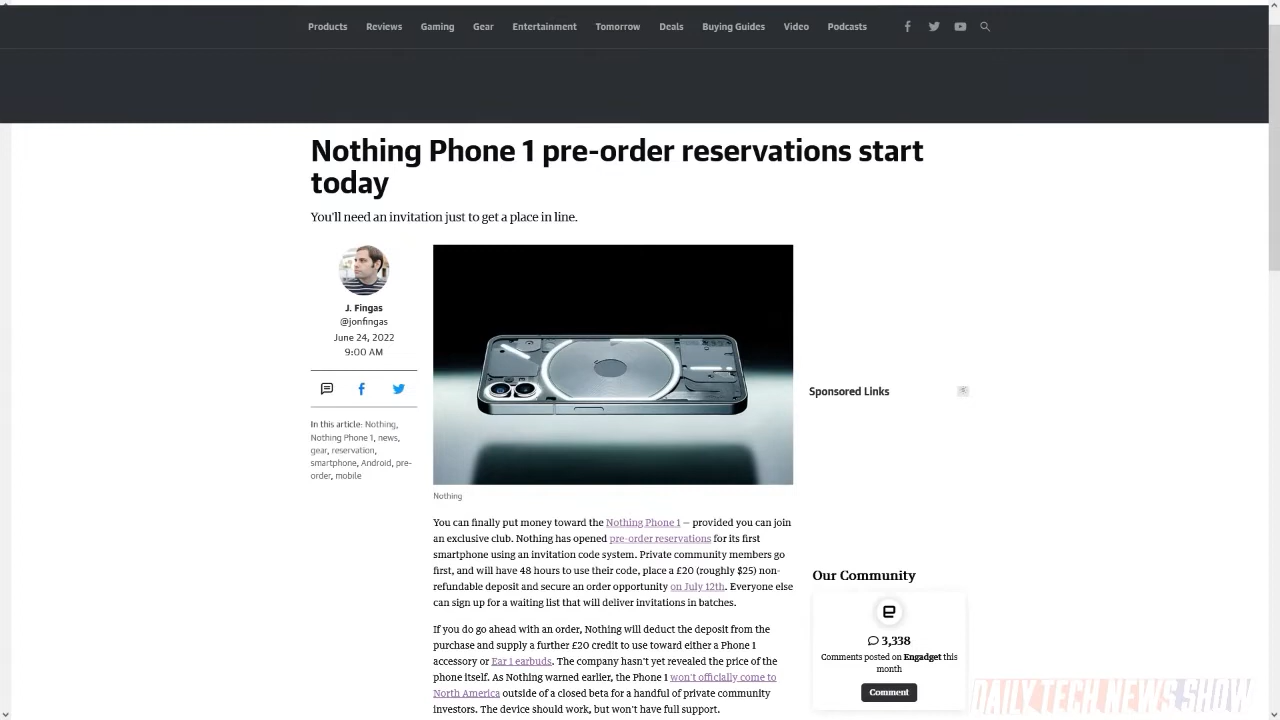 Products Reviews Gaming Gear Entertainment Tomorrow Deals Buying Guides Video Podcasts
Nothing Phone 1 pre-order reservations start
today
You'll need an invitation just to get a place in line.
J. Fingas
@jonfingas
June 24, 2022
9:00 AM
In this article: Nothing,
Nothing Phone 1, news,
gear, reservation,
smartphone, Android, pre-
order, mobile
Nothing
You can finally put money toward the Nothing Phone 1 — provided you can join
an exclusive club. Nothing has opened pre-order reservations for its first
smartphone using an invitation code system. Private community members go
first, and will have 48 hours to use their code, place a £20 (roughly $25) non-
refundable deposit and secure an order opportunity on July 12th. Everyone else
can sign up for a waiting list that will deliver invitations in batches.
If you do go ahead with an order, Nothing will deduct the deposit from the
purchase and supply a further £20 credit to use toward either a Phone 1
accessory or Ear 1 earbuds. The company hasn't yet revealed the price of the
phone itself. As Nothing warned earlier, the Phone 1 won't officially come to
North America outside of a closed beta for a handful of private community
investors. The device should work, but won't have full support.
Sponsored Links
Our Community
e
3,338
Comments posted on Engadget this
month
Comment
DAILY TECH NEWS SHOW